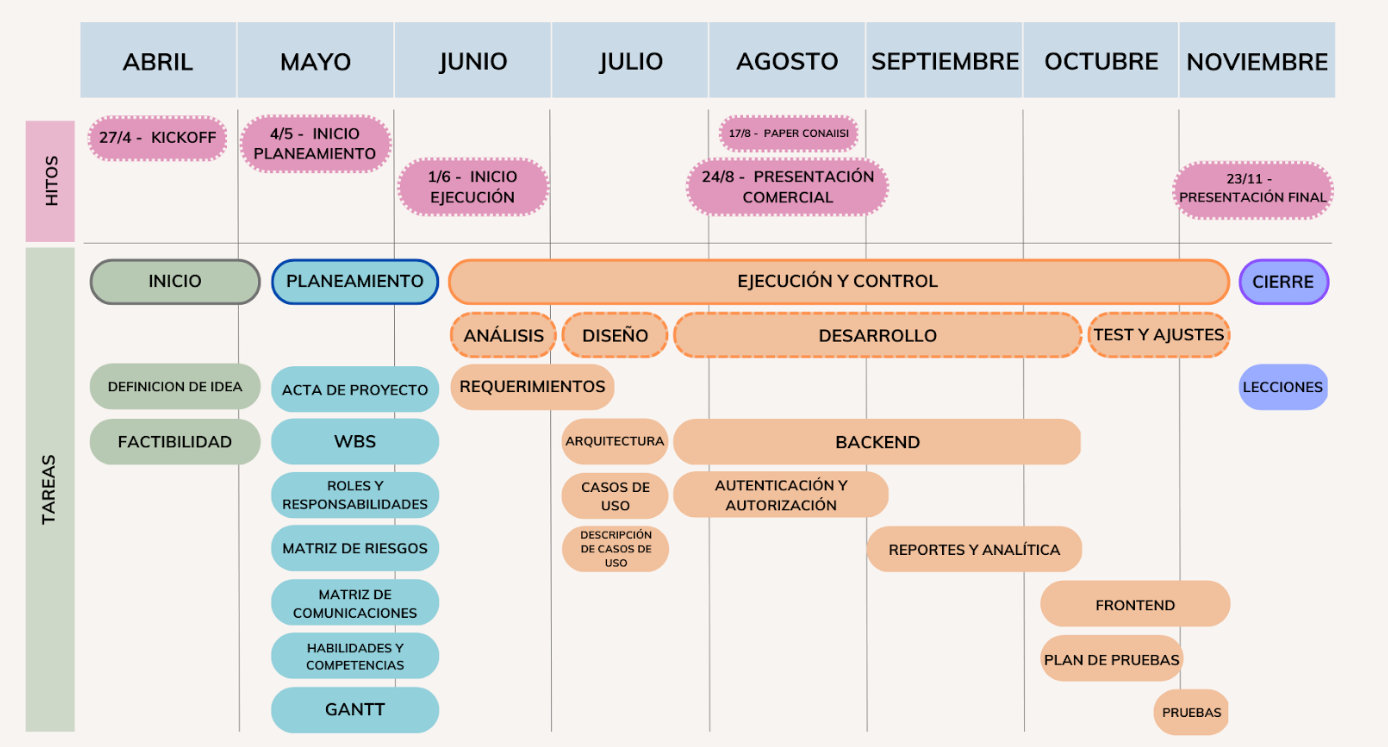 ABRIL
MAYO
JUNIO
JULIO
AGOSTO
SEPTIEMBRE
OCTUBRE
NOVIEMBRE
HITOS
27/4 - KICKOFF
4/5 - INICIO
PLANEAMIENTO
1/6 - INICIO
EJECUCIÓN
17/8 - PAPER CONAIISI
24/8 - PRESENTACIÓN
COMERCIAL
23/11 -
PRESENTACIÓN FINAL
TAREAS
INICIO
PLANEAMIENTO
EJECUCIÓN Y CONTROL
CIERRE
ANÁLISIS
DISEÑO
DESARROLLO
TEST Y AJUSTES
DEFINICION DE IDEA
ACTA DE PROYECTO
REQUERIMIENTOS
LECCIONES
FACTIBILIDAD
WBS
ARQUITECTURA
BACKEND
ROLES Y
RESPONSABILIDADES
CASOS DE
USO
AUTENTICACIÓN Y
AUTORIZACIÓN
MATRIZ DE RIESGOS
DESCRIPCIÓN
DE CASOS DE
USO
REPORTES Y ANALÍTICA
MATRIZ DE
COMUNICACIONES
FRONTEND
HABILIDADES Y
COMPETENCIAS
PLAN DE PRUEBAS
GANTT
PRUEBAS